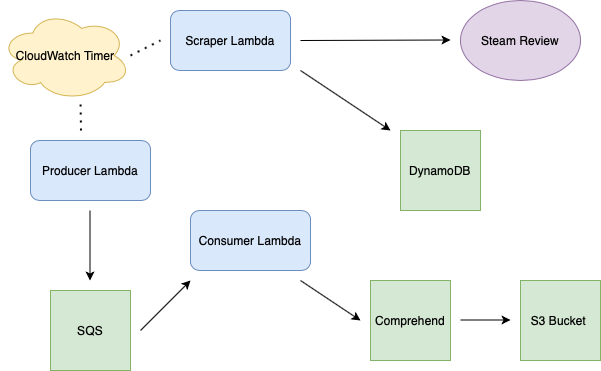 CloudWatch Timer
Scraper Lambda
Steam Review
DynamoDB
Producer Lambda
Consumer Lambda
SQS
Comprehend
S3 Bucket